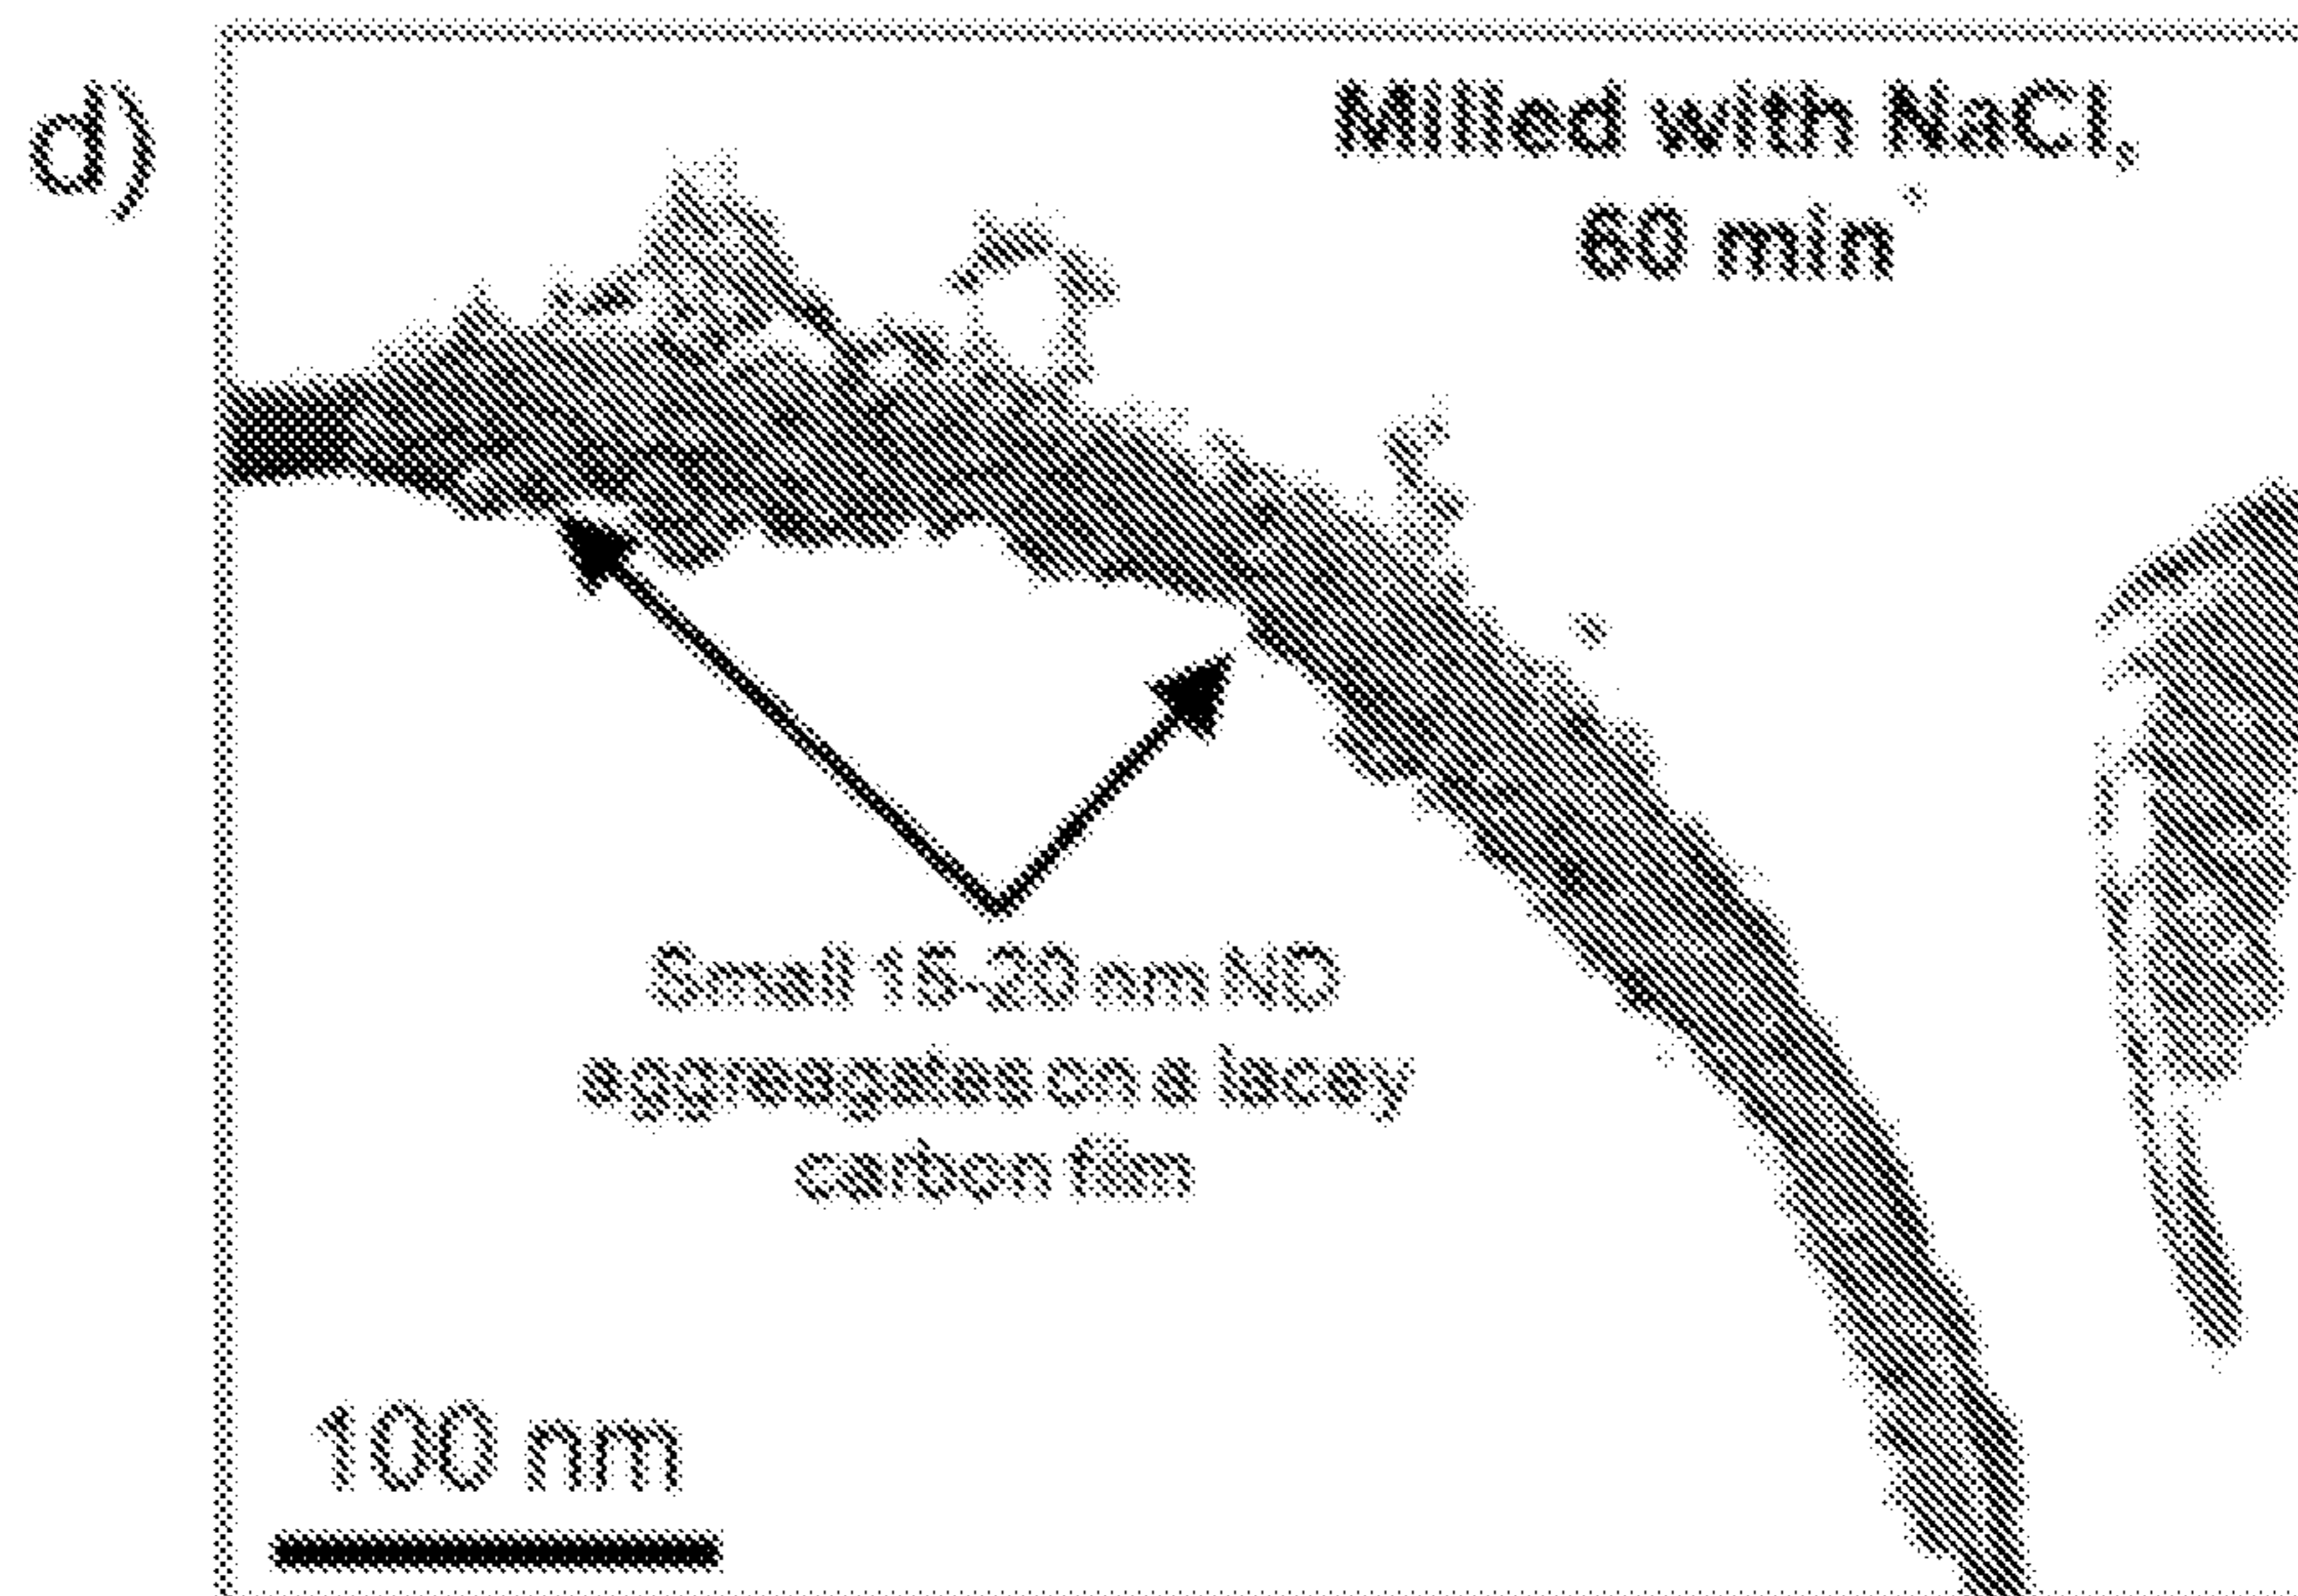 d)
Milled with NaCl,
60 min
Small 15-20 nm ND
aggregates on a lacey
carbon film
100 nm